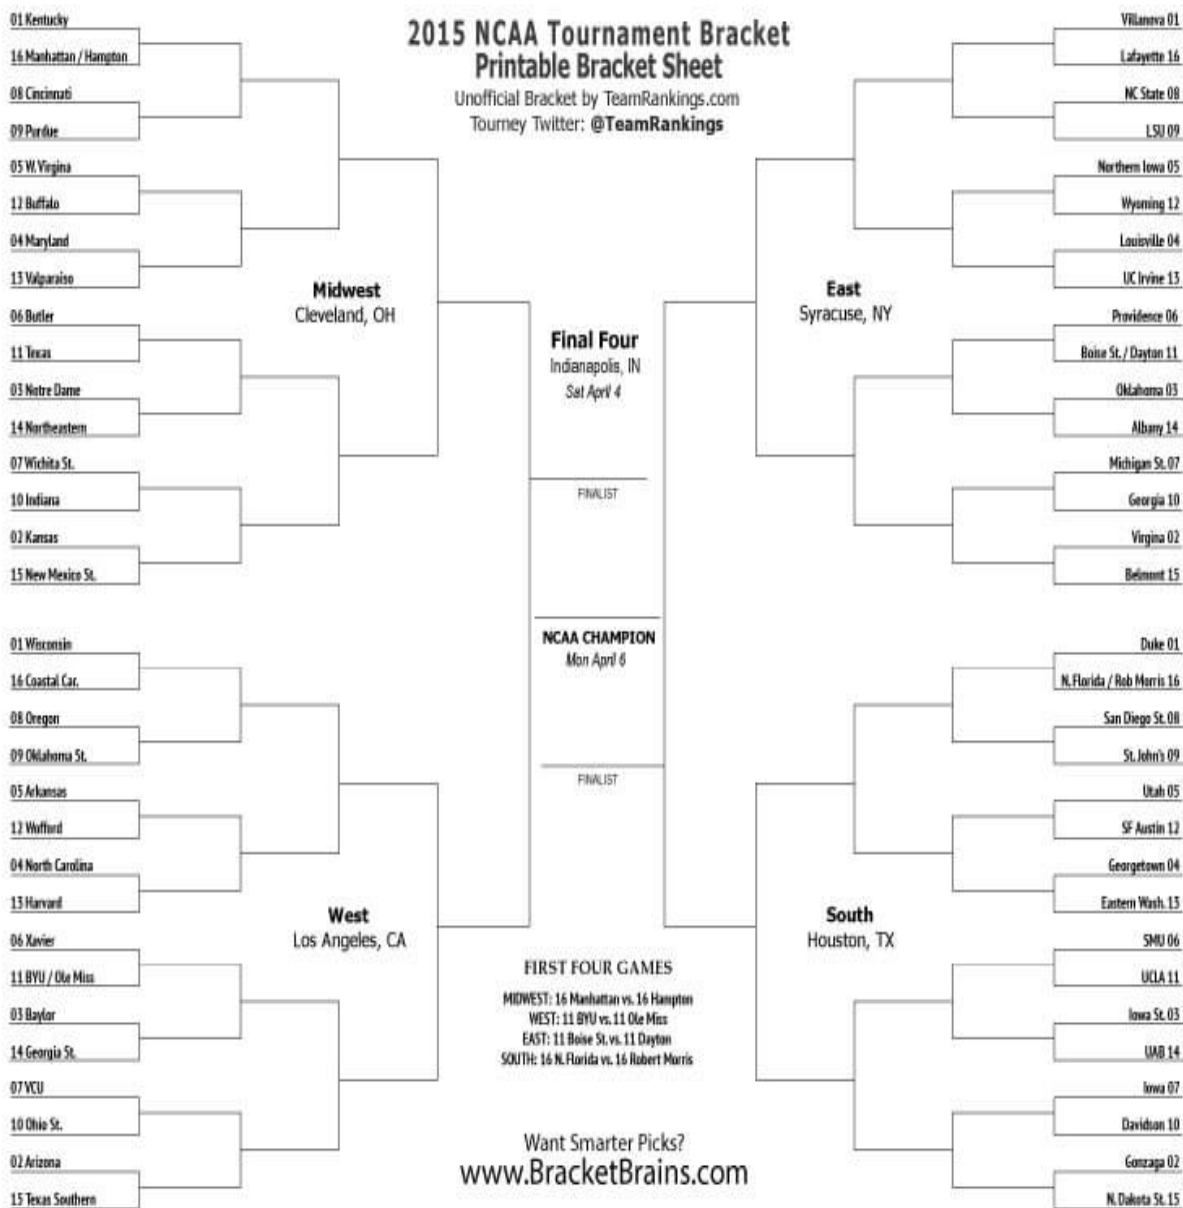 2015 NCAA Tournament Bracket
Printable Bracket Sheet
Unofficial Bracket by TeamRankings.com
Tourney Twitter: @TeamRankings
01 Kentucky
16 Manhattan / Hampton
08 Cincinnati
09 Purdue
05 W. Virgina
12 Buffalo
04 Maryland
13 Valparaiso
06 Butler
11 Texas
03 Notre Dame
14 Northeastern
07 Wichita St.
10 Indiana
02 Kansas
15 New Mexico St.
Midwest
Cleveland, OH
01 Wisconsin
16 Coastal Car.
08 Oregon
09 Oklahoma St.
05 Arkansas
12 Wofford
04 North Carolina
13 Harvard
06 Xavier
11 BYU / Ole Miss
03 Baylor
14 Georgia St.
07 VCU
10 Ohio St.
02 Arizona
15 Texas Southern
West
Los Angeles, CA
Final Four
Indianapolis, IN
Sat April 4
FINALIST
NCAA CHAMPION
Mon April 6
FINALIST
FIRST FOUR GAMES
MIDWEST: 16 Manhattan vs. 16 Hampton
WEST: 11 BYU vs. 11 Ole Miss
EAST: 11 Boise St. vs. 11 Dayton
SOUTH: 16 N. Florida vs. 16 Robert Morris
Want Smarter Picks?
www.BracketBrains.com
Villanova 01
Lafayette 16
NC State 08
LSU 09
Northern Iowa 05
Wyoming 12
Louisville 04
UC Irvine 13
Providence 06
Boise St. / Dayton 11
Oklahoma 03
Albany 14
Michigan St. 07
Georgia 10
Virgina 02
Belmont 15
East
Syracuse, NY
Duke 01
N. Florida / Rob Morris 16
San Diego St. 08
St. John's 09
Utah 05
SF Austin 12
Georgetown 04
Eastern Wash. 13
SMU 06
UCLA 11
Iowa St. 03
UAB 14
Iowa 07
Davidson 10
Gonzaga 02
N. Dakota St. 15
South
Houston, TX